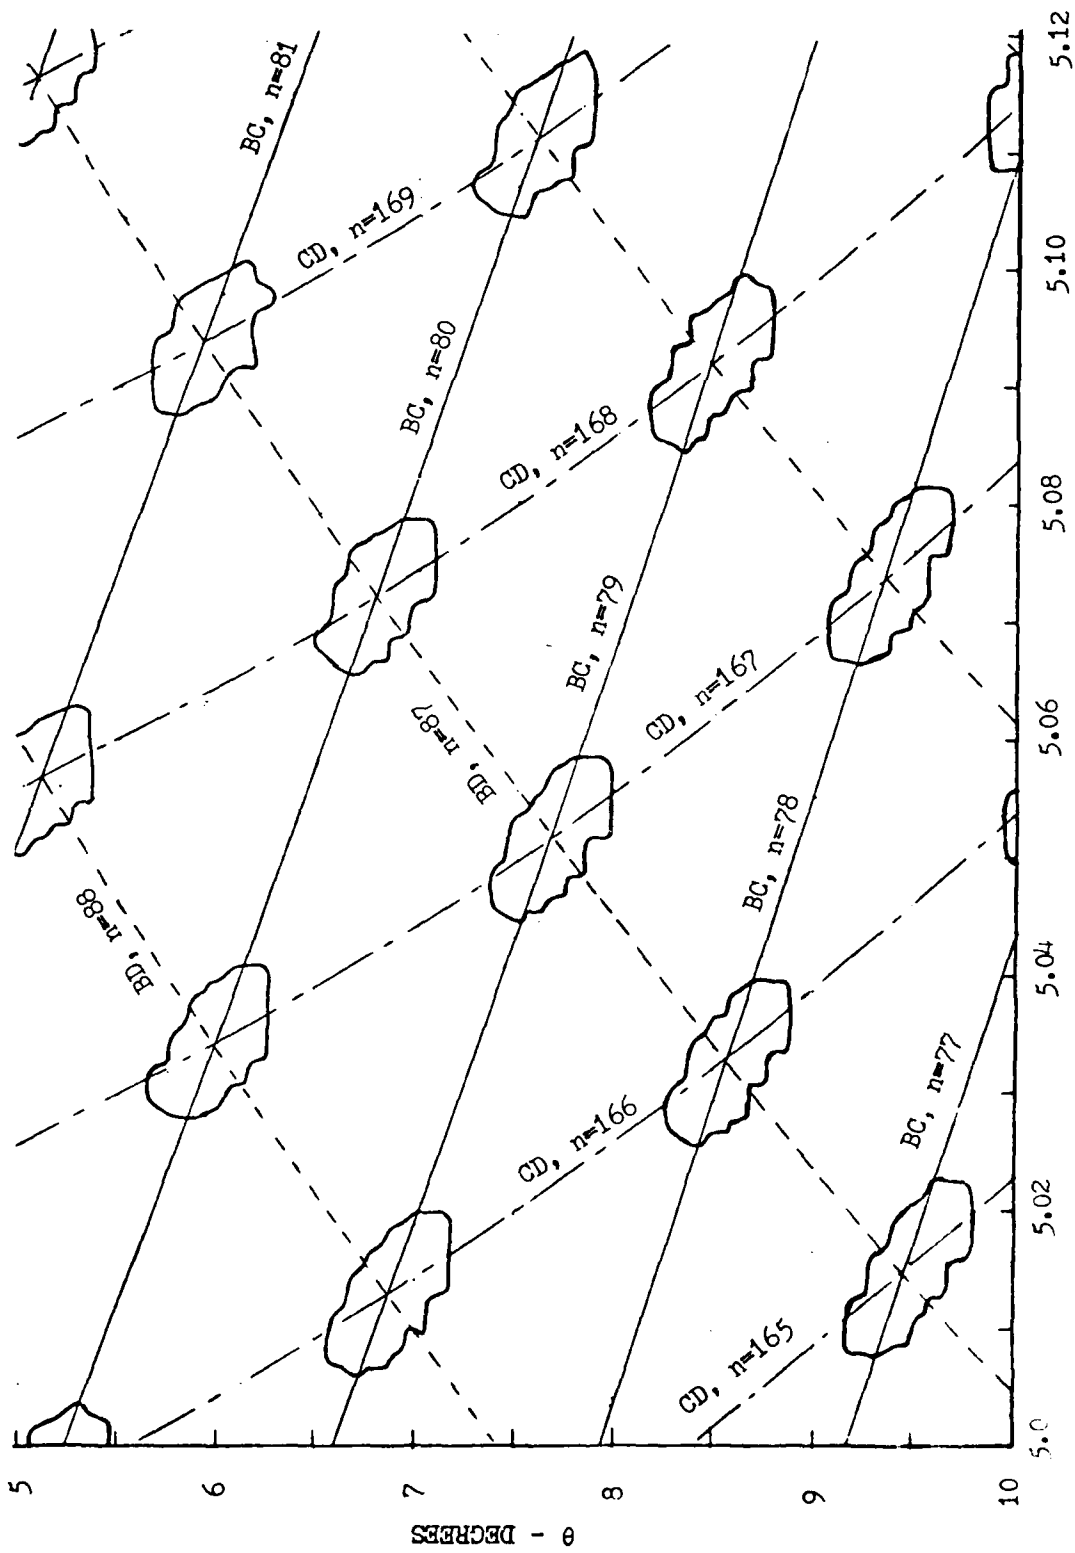 5
6
7
8
9
10
θ - DEGREES
BC, n=81
CD, n=169
BC, n=80
CD, n=168
BD, n=88
BD, n=87
BC, n=79
CD, n=167
BC, n=78
CD, n=166
BC, n=77
CD, n=165
5.0
5.02
5.04
5.06
5.08
5.10
5.12